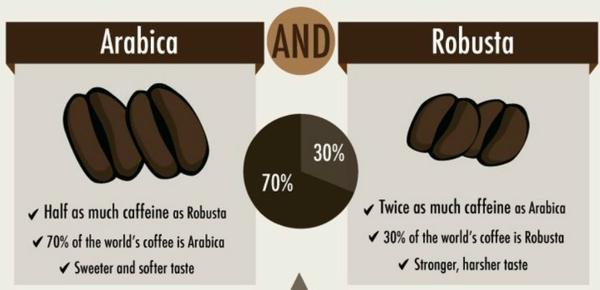 Arabica
AND
Robusta
30%
70%
✔ Half as much caffeine as Robusta
✔ 70% of the world's coffee is Arabica
✔ Sweeter and softer taste
✔ Twice as much caffeine as Arabica
✔ 30% of the world's coffee is Robusta
✔ Stronger, harsher taste